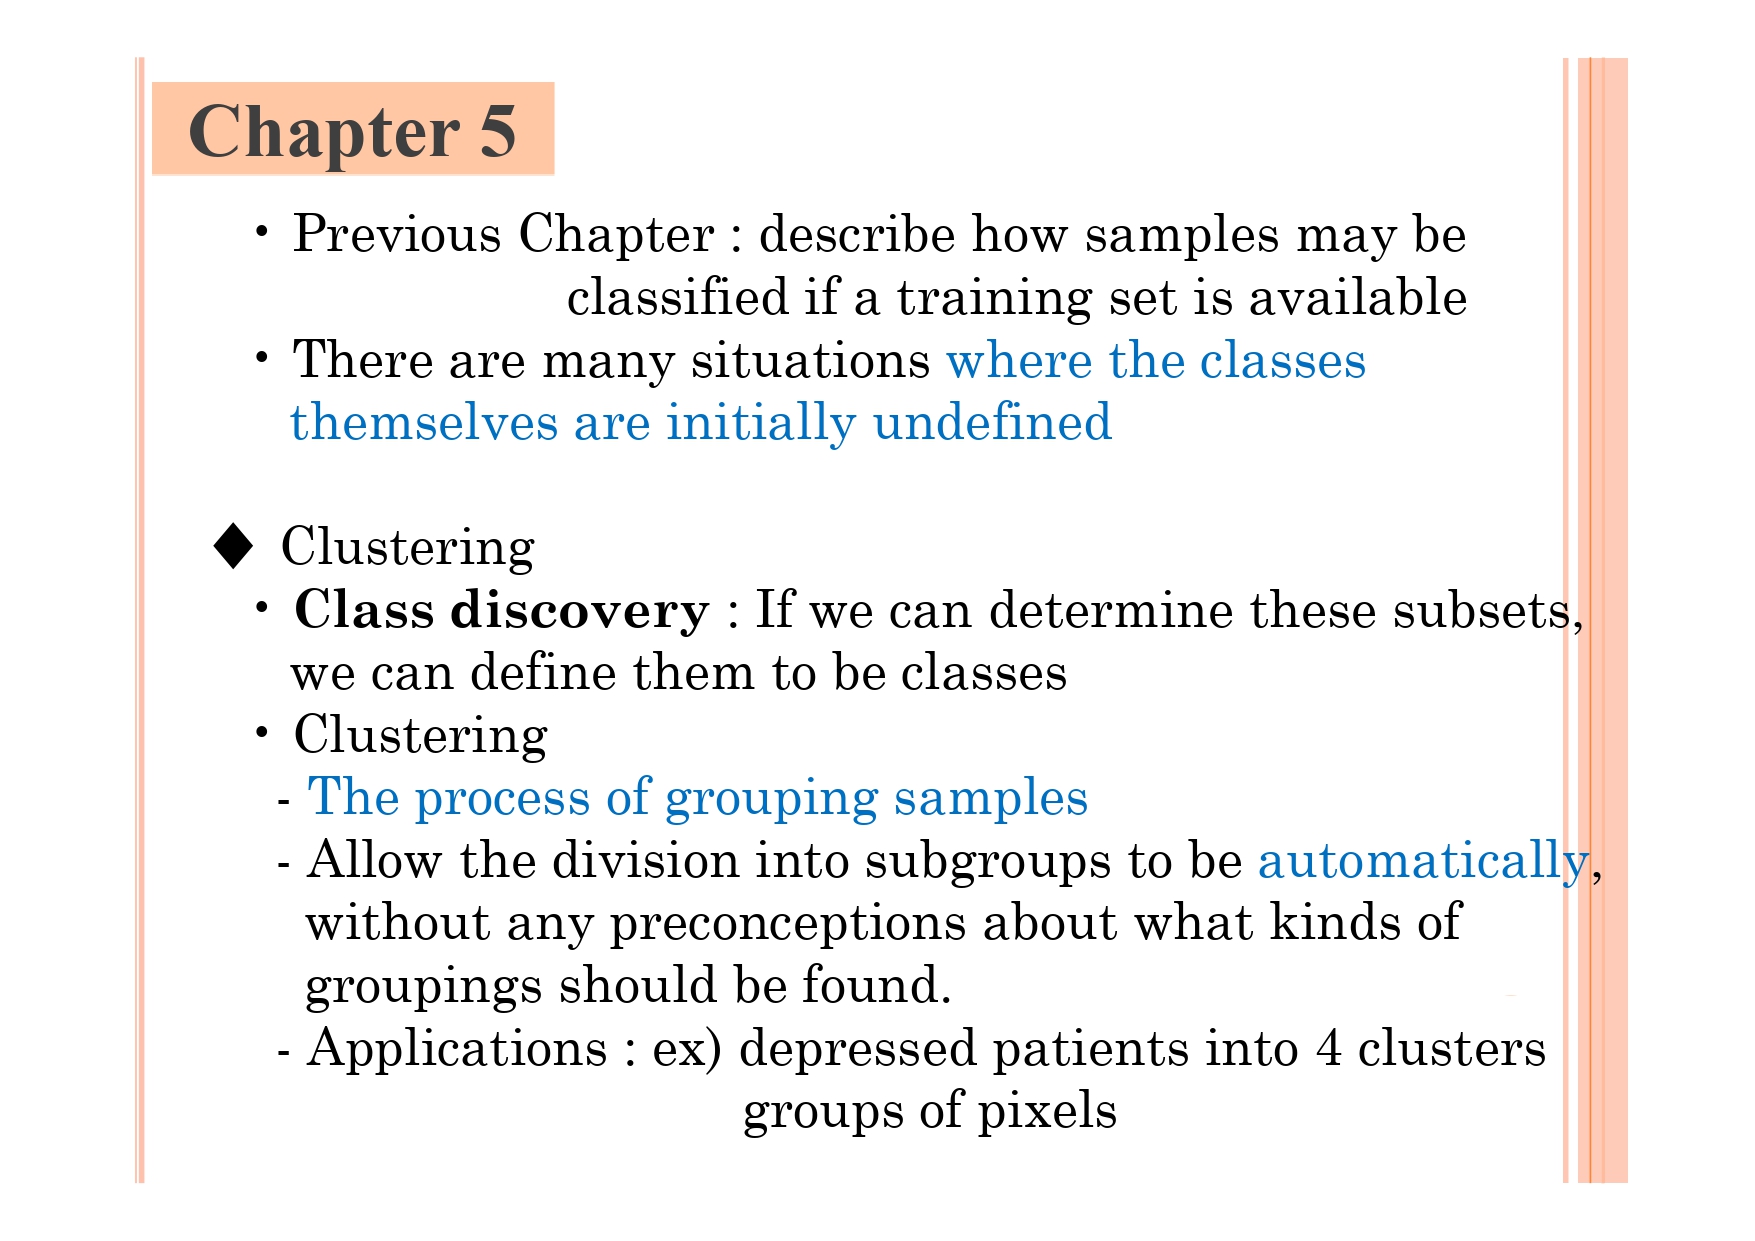 Chapter 5
• Previous Chapter : describe how samples may be
classified if a training set is available
• There are many situations where the classes
themselves are initially undefined
◆ Clustering
• Class discovery : If we can determine these subsets,
we can define them to be classes
• Clustering
- The process of grouping samples
- Allow the division into subgroups to be automatically,
without any preconceptions about what kinds of
groupings should be found.
- Applications : ex) depressed patients into 4 clusters
groups of pixels